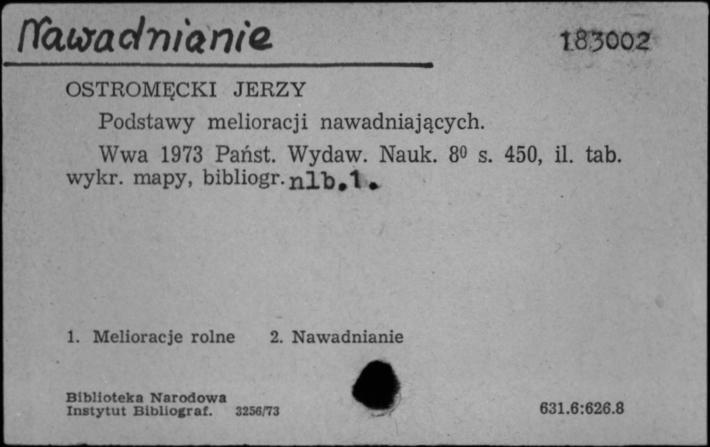 Nawadnianie
183002
OSTROMĘCKI JERZY
Podstawy melioracji nawadniających.
Wwa 1973 Państ. Wydaw. Nauk. 8⁰ s. 450, il. tab.
wykr. mapy, bibliogr. nlb.1.
1. Melioracje rolne 2. Nawadnianie
Biblioteka Narodowa
Instytut Bibliograf. 3256/73
631.6:626.8